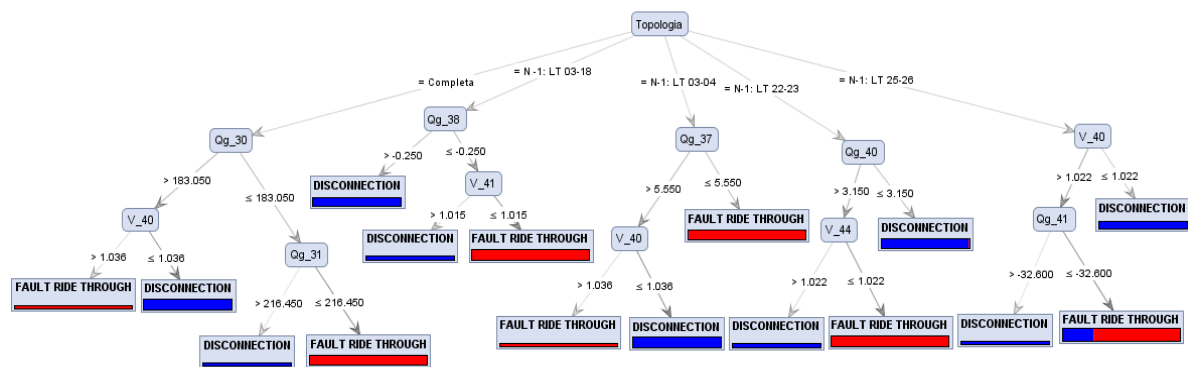 Topologia
= Completa
= N -1: LT 03-18
= N-1: LT 03-04
= N-1: LT 22-23
= N-1: LT 25-26
Qg_30
Qg_38
Qg_37
Qg_40
V_40
> 183.050
≤ 183.050
> -0.250
≤ -0.250
> 5.550
≤ 5.550
> 3.150
≤ 3.150
> 1.022
≤ 1.022
V_40
Qg_31
DISCONNECTION
V_41
V_40
FAULT RIDE THROUGH
V_44
DISCONNECTION
Qg_41
DISCONNECTION
> 1.036
≤ 1.036
> 216.450
≤ 216.450
> 1.015
≤ 1.015
> 1.036
≤ 1.036
> 1.022
≤ 1.022
> -32.600
≤ -32.600
FAULT RIDE THROUGH
DISCONNECTION
DISCONNECTION
FAULT RIDE THROUGH
DISCONNECTION
FAULT RIDE THROUGH
FAULT RIDE THROUGH
DISCONNECTION
DISCONNECTION
FAULT RIDE THROUGH
DISCONNECTION
FAULT RIDE THROUGH